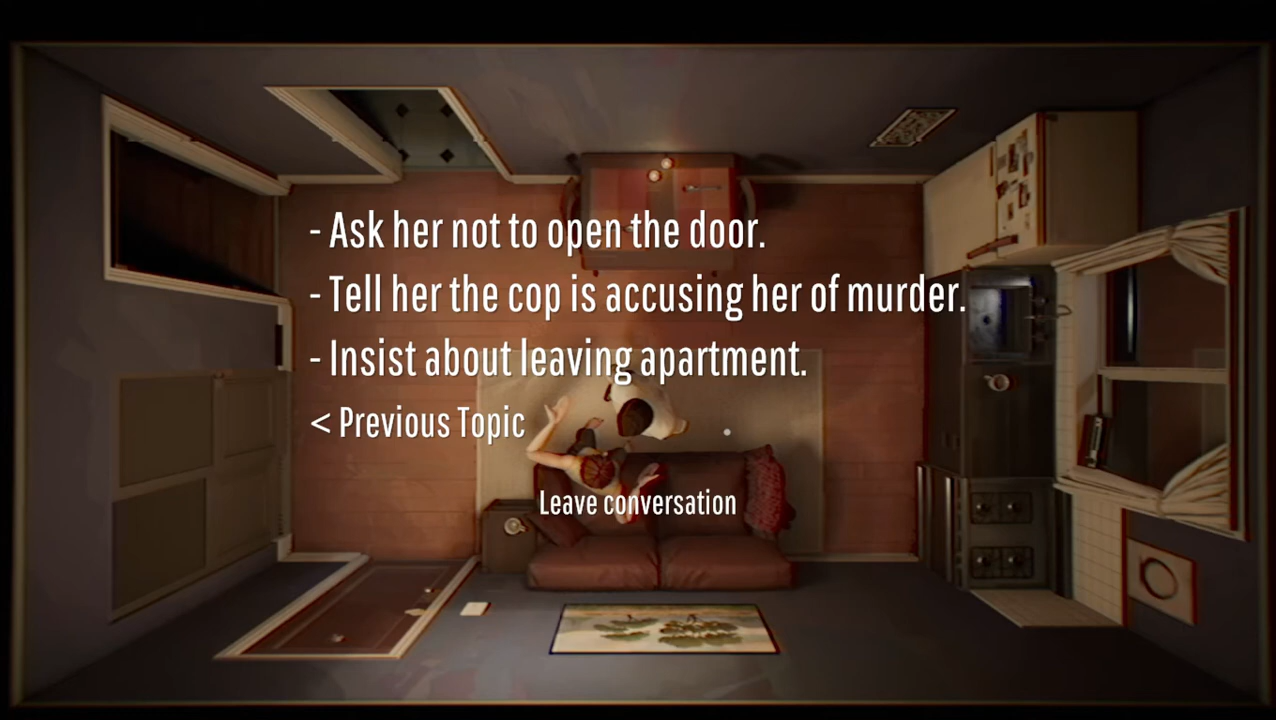 - Ask her not to open the door.
- Tell her the cop is accusing her of murder.
- Insist about leaving apartment.
< Previous Topic
Leave conversation